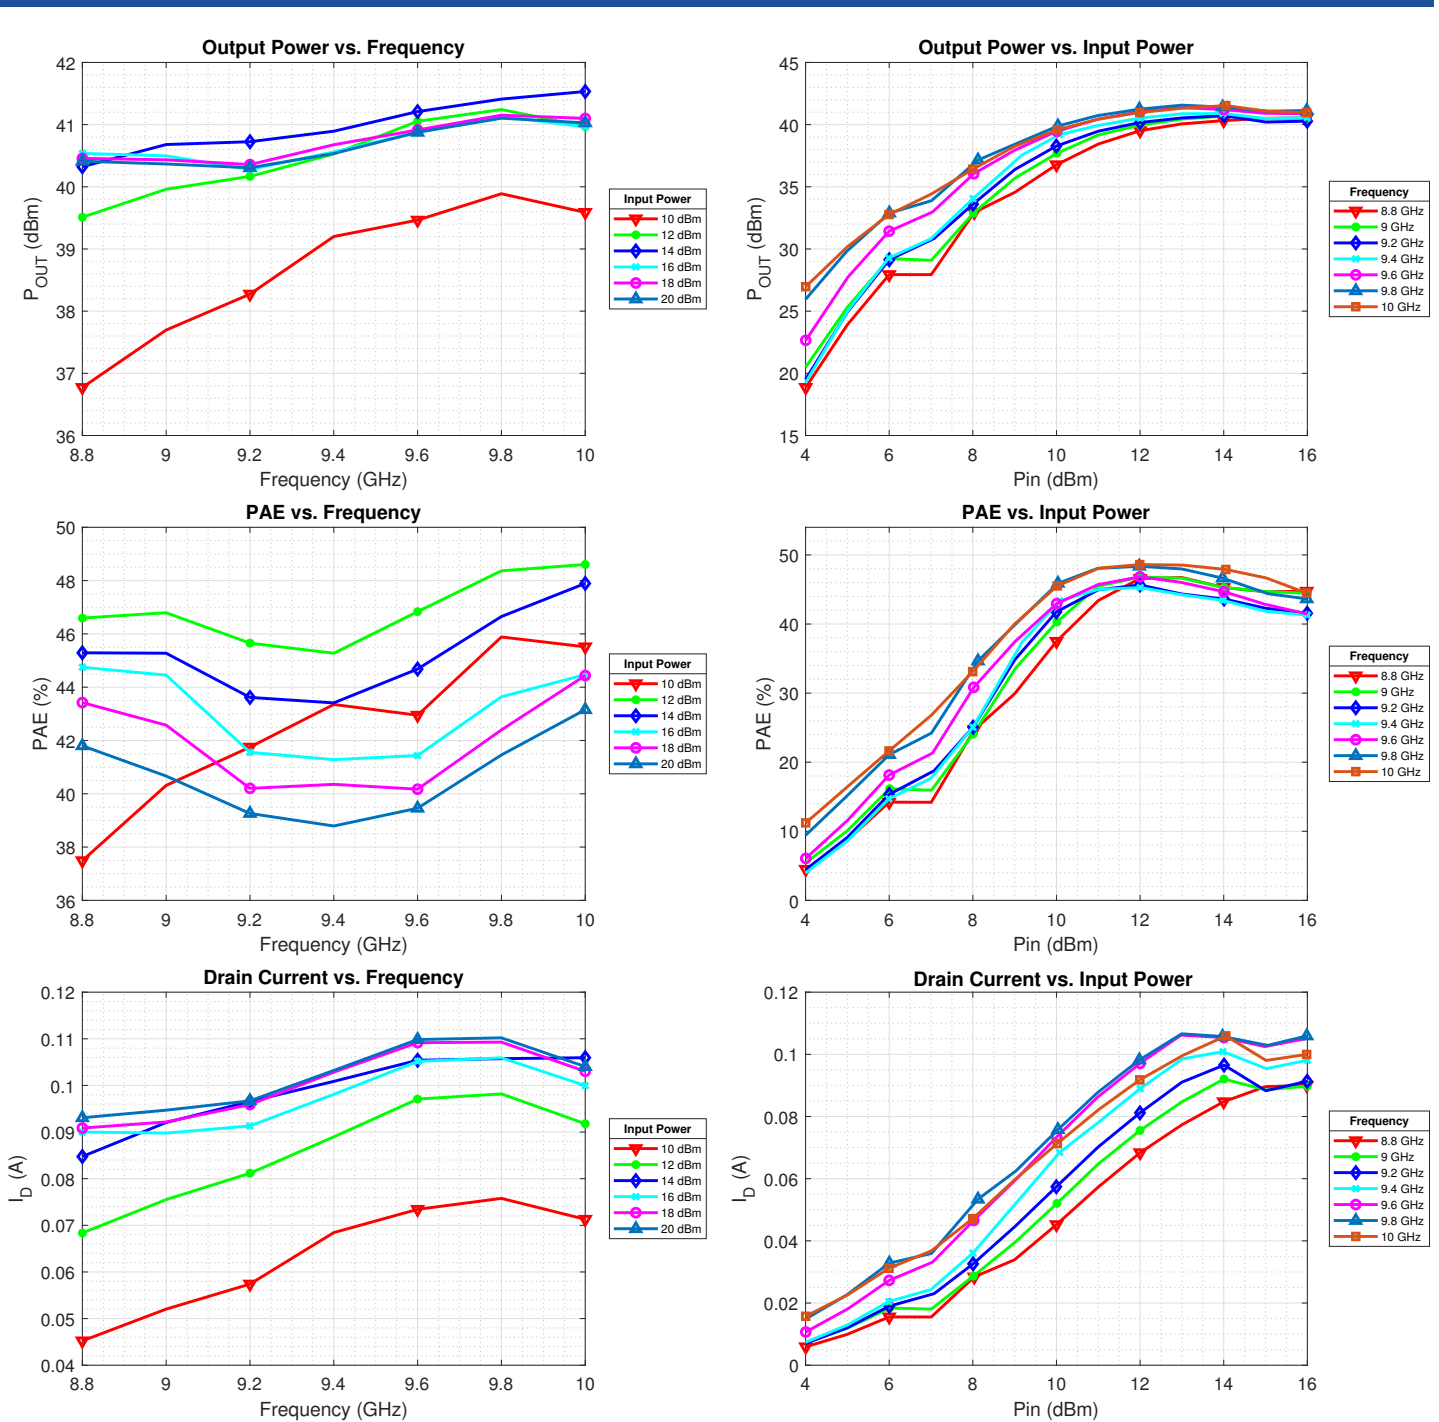 Output Power vs. Frequency
42
41
40
39
38
37
36
P_OUT (dBm)
8.8 9 9.2 9.4 9.6 9.8 10
Frequency (GHz)
Input Power
10 dBm
12 dBm
14 dBm
16 dBm
18 dBm
20 dBm
Output Power vs. Input Power
45
40
35
30
25
20
15
P_OUT (dBm)
4 6 8 10 12 14 16
Pin (dBm)
Frequency
8.8 GHz
9 GHz
9.2 GHz
9.4 GHz
9.6 GHz
9.8 GHz
10 GHz
PAE vs. Frequency
50
48
46
44
42
40
38
36
PAE (%)
8.8 9 9.2 9.4 9.6 9.8 10
Frequency (GHz)
Input Power
10 dBm
12 dBm
14 dBm
16 dBm
18 dBm
20 dBm
PAE vs. Input Power
50
40
30
20
10
0
PAE (%)
4 6 8 10 12 14 16
Pin (dBm)
Frequency
8.8 GHz
9 GHz
9.2 GHz
9.4 GHz
9.6 GHz
9.8 GHz
10 GHz
Drain Current vs. Frequency
0.12
0.11
0.1
0.09
0.08
0.07
0.06
0.05
0.04
I_D (A)
8.8 9 9.2 9.4 9.6 9.8 10
Frequency (GHz)
Input Power
10 dBm
12 dBm
14 dBm
16 dBm
18 dBm
20 dBm
Drain Current vs. Input Power
0.12
0.1
0.08
0.06
0.04
0.02
0
I_D (A)
4 6 8 10 12 14 16
Pin (dBm)
Frequency
8.8 GHz
9 GHz
9.2 GHz
9.4 GHz
9.6 GHz
9.8 GHz
10 GHz